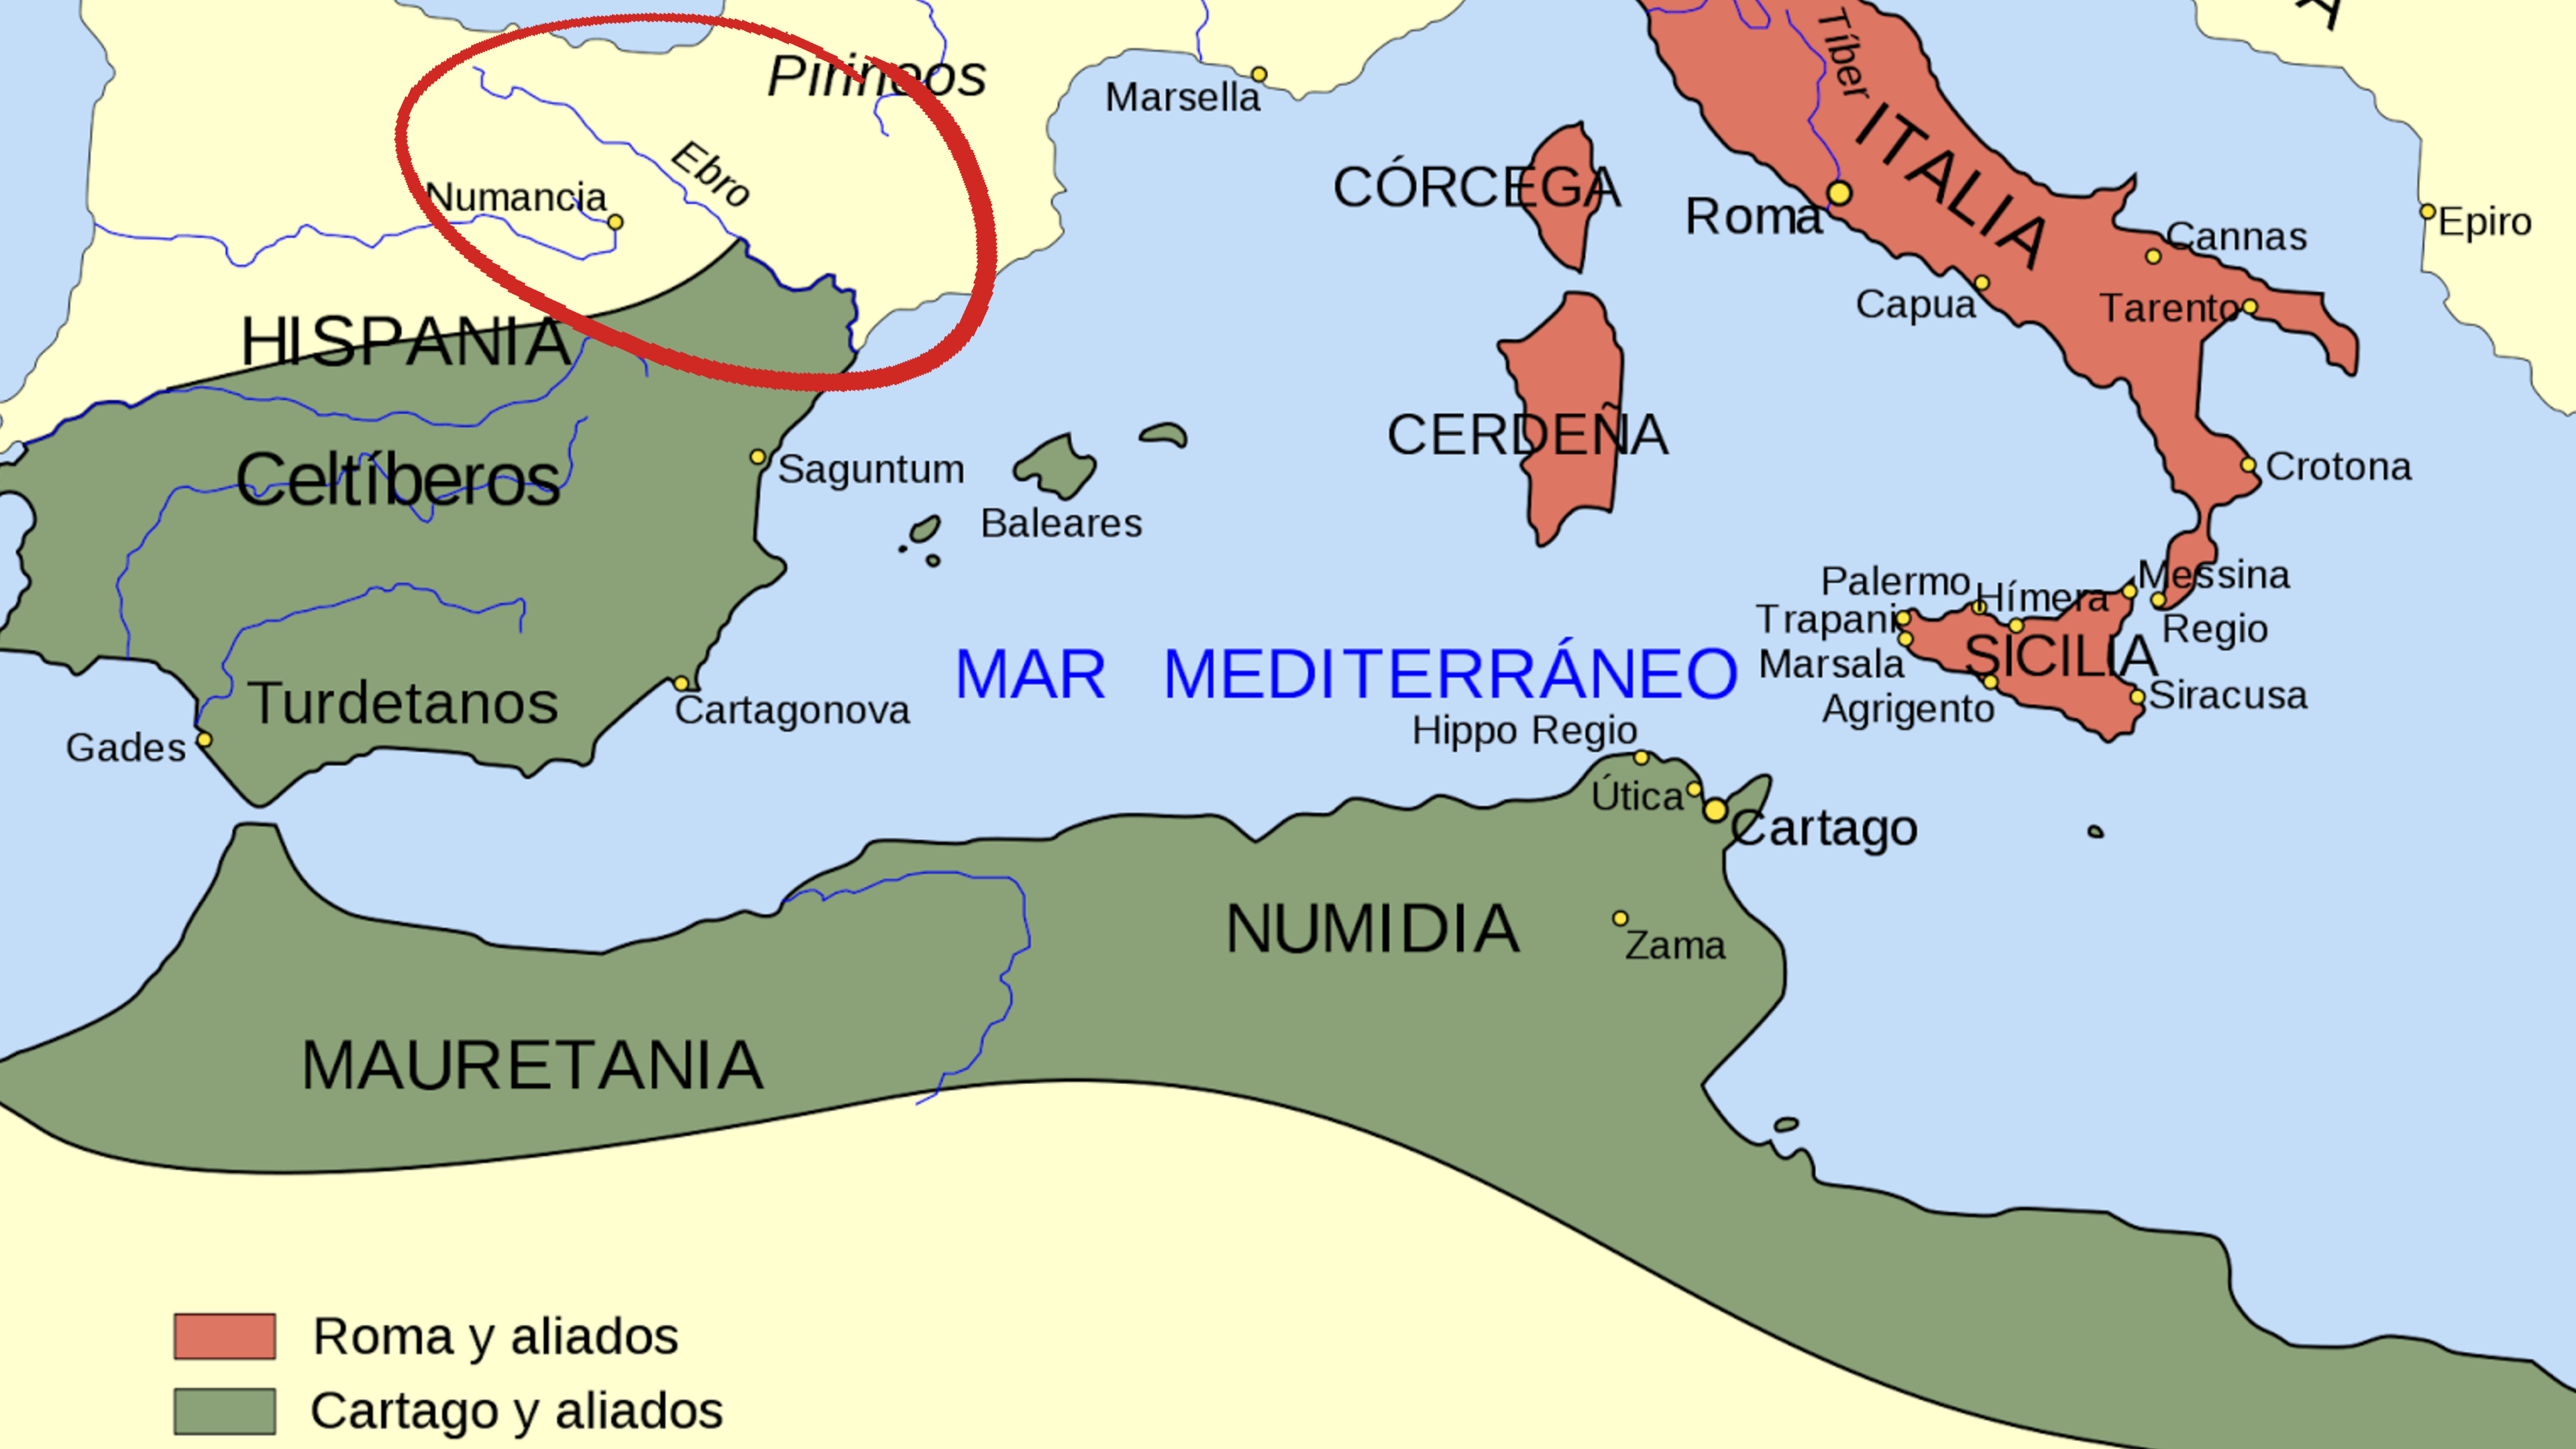 Pirineos
Tíber
Marsella
ITALIA
Ebro
CÓRCEGA
Numancia
Roma
Epiro
Cannas
Capua
Tarento
HISPANIA
CERDEÑA
Celtíberos
Saguntum
Crotona
Baleares
Palermo
Hímera
Messina
Trapani
Regio
SICILIA
Marsala
MAR MEDITERRÁNEO
Turdetanos
Cartagonova
Agrigento
Siracusa
Gades
Hippo Regio
Útica
Cartago
NUMIDIA
Zama
MAURETANIA
Roma y aliados
Cartago y aliados